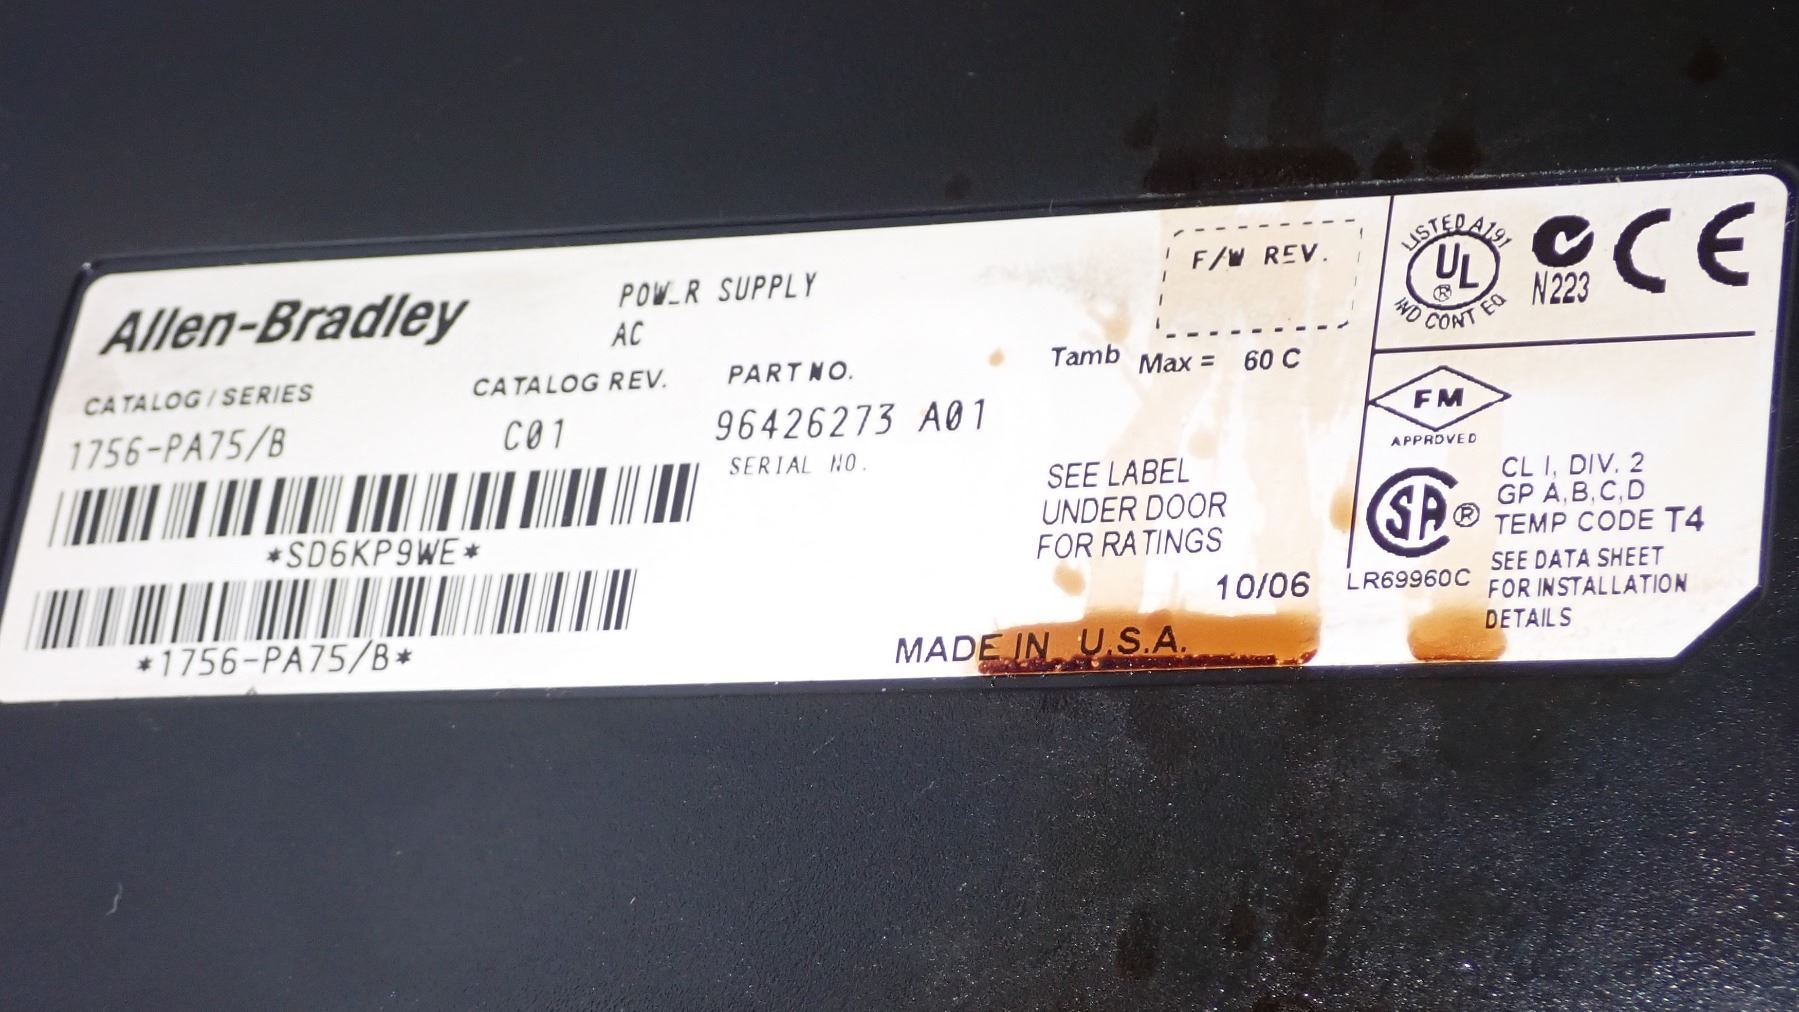 Allen-Bradley
POW_R SUPPLY
AC
CATALOG/SERIES
1756-PA75/B
CATALOG REV.
C01
PART NO.
96426273 A01
SERIAL NO.
*SD6KP9WE*
*1756-PA75/B*
F/W REV.
Tamb Max = 60 C
SEE LABEL
UNDER DOOR
FOR RATINGS
10/06
MADE IN U.S.A.
LISTED A191
UL
®
IND CONT EQ
N223
CE
FM
APPROVED
SA ®
LR69960C
CL I, DIV. 2
GP A,B,C,D
TEMP CODE T4
SEE DATA SHEET
FOR INSTALLATION
DETAILS